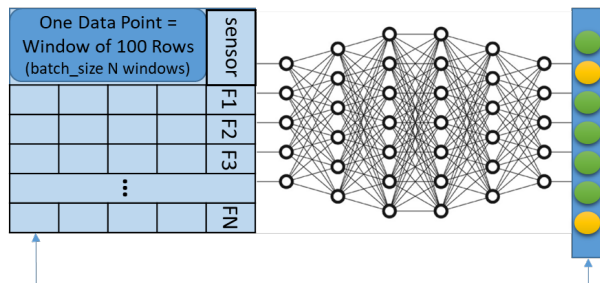 One Data Point =
Window of 100 Rows
(batch_size N windows)
sensor
F1
F2
F3
...
FN